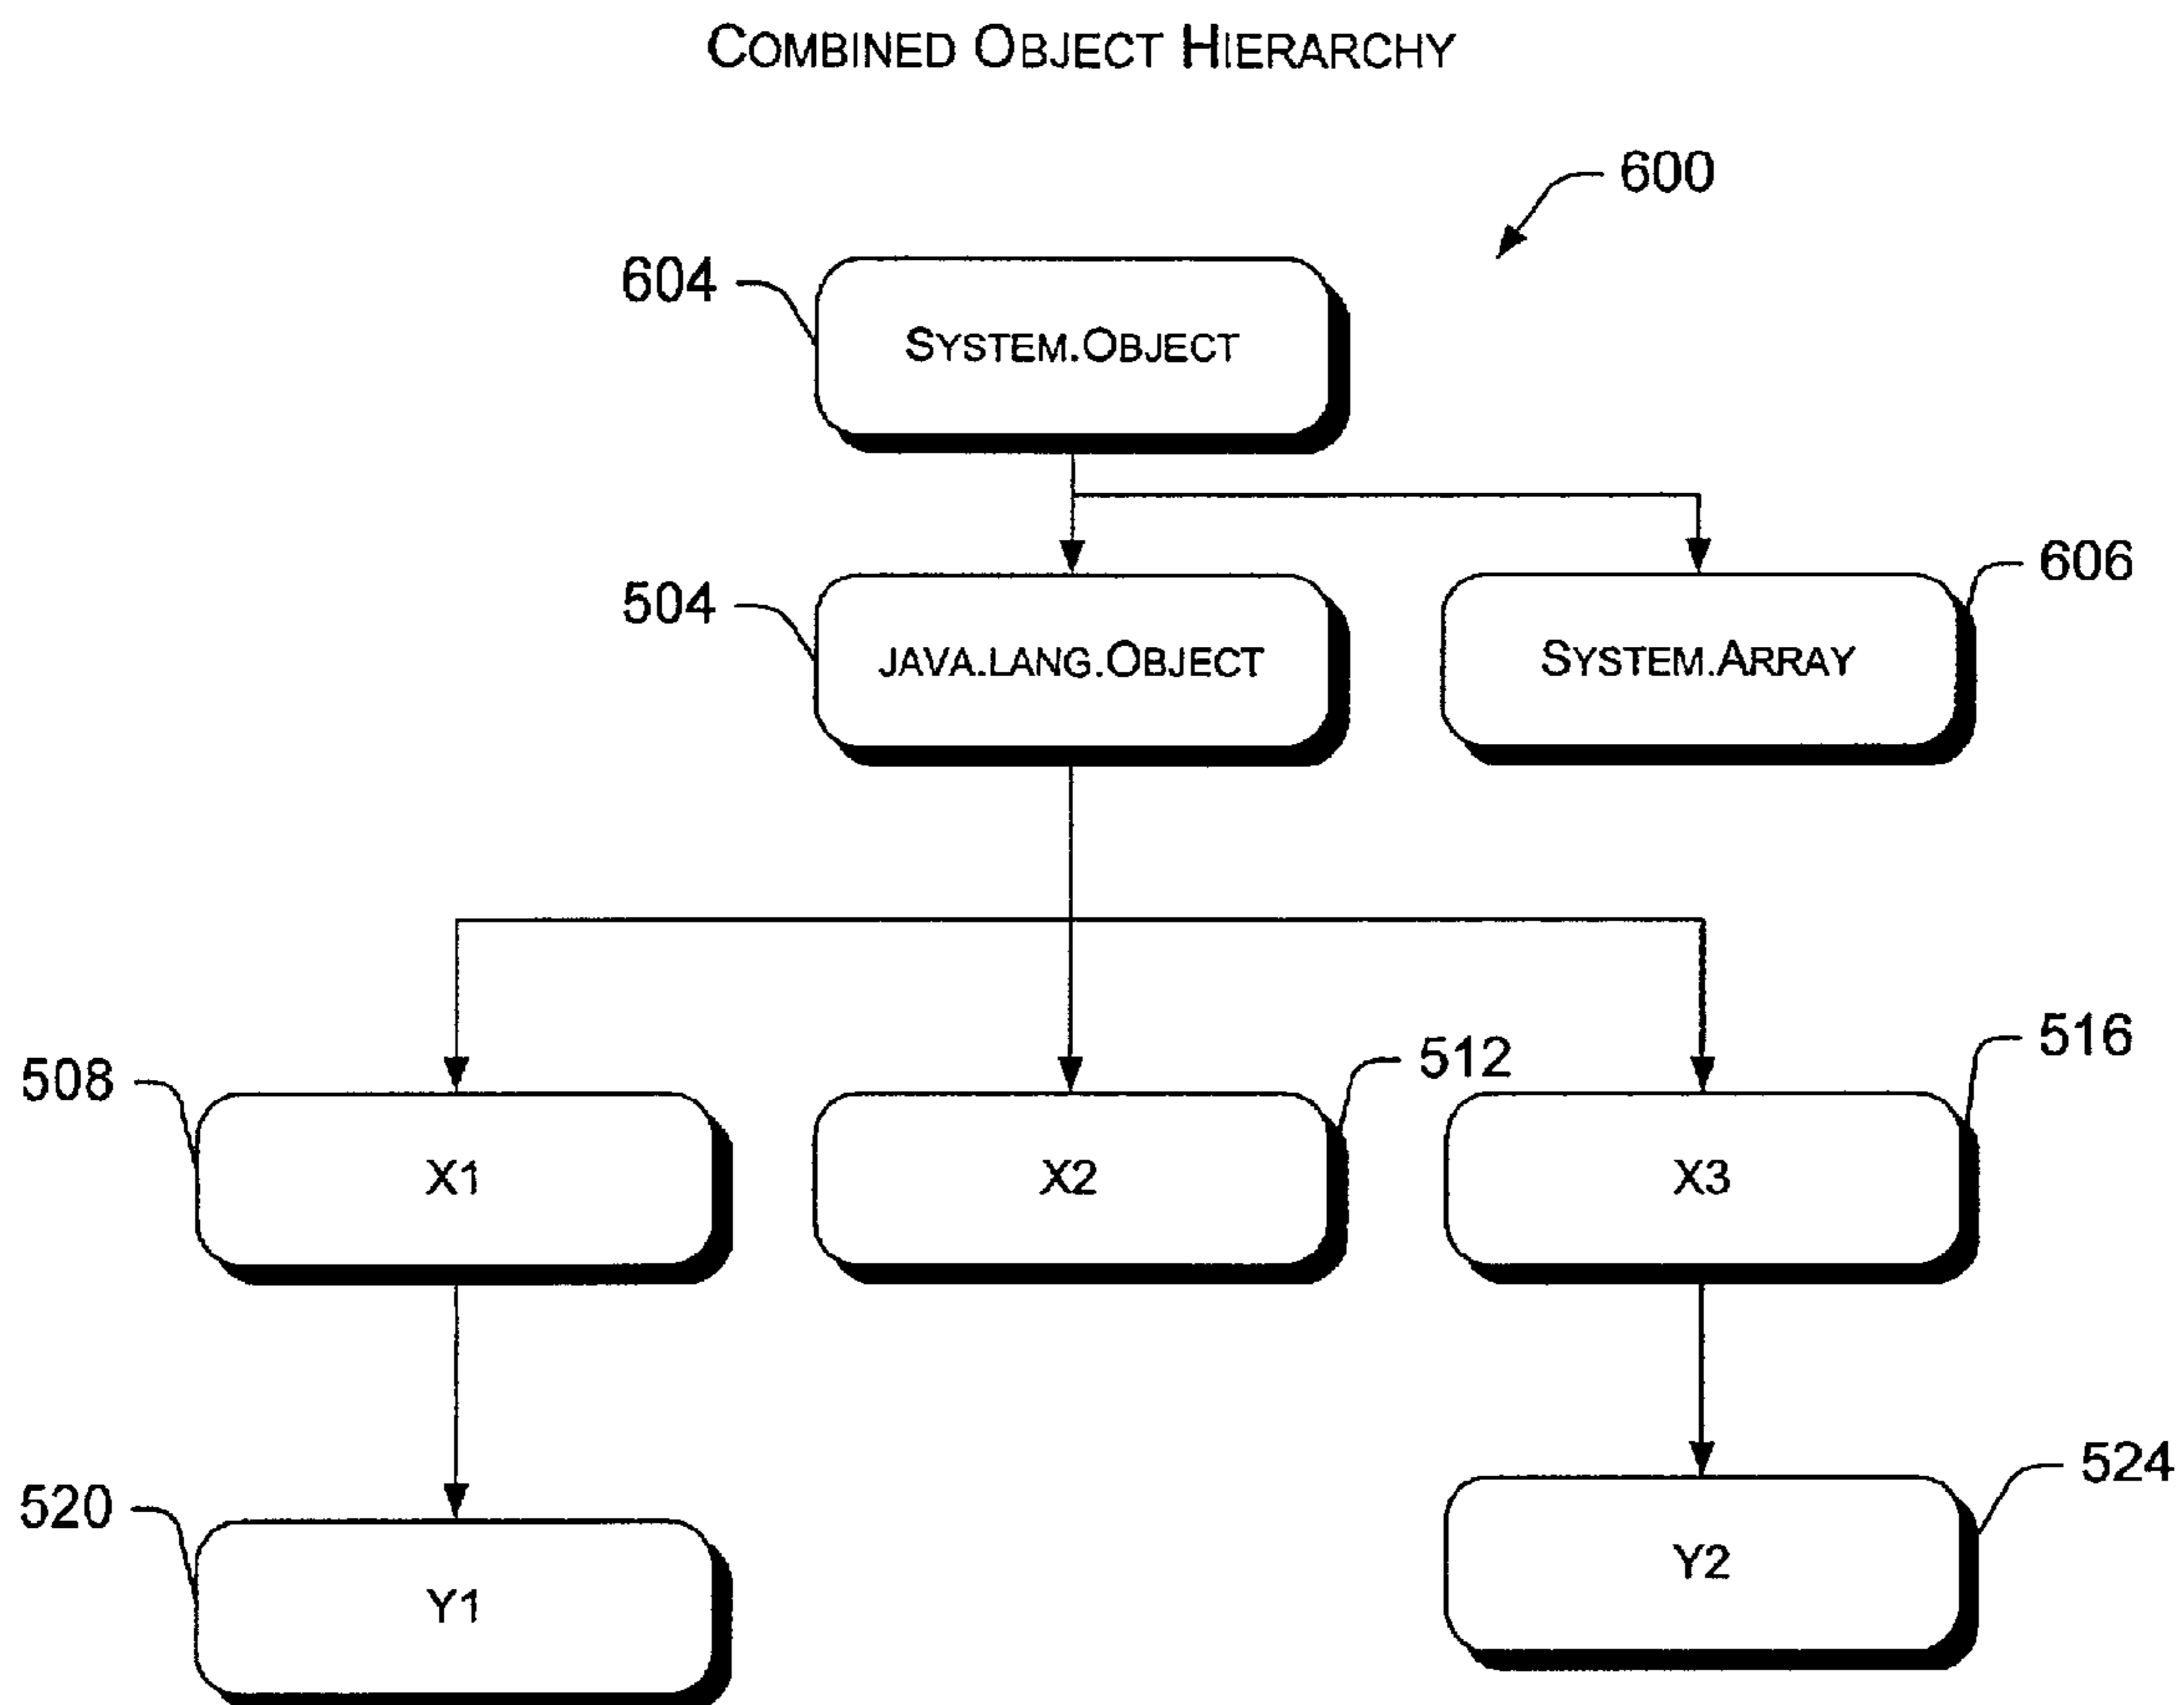 COMBINED OBJECT HIERARCHY
600
604
SYSTEM.OBJECT
504
JAVA.LANG.OBJECT
606
SYSTEM.ARRAY
508
X1
512
X2
516
X3
520
Y1
524
Y2